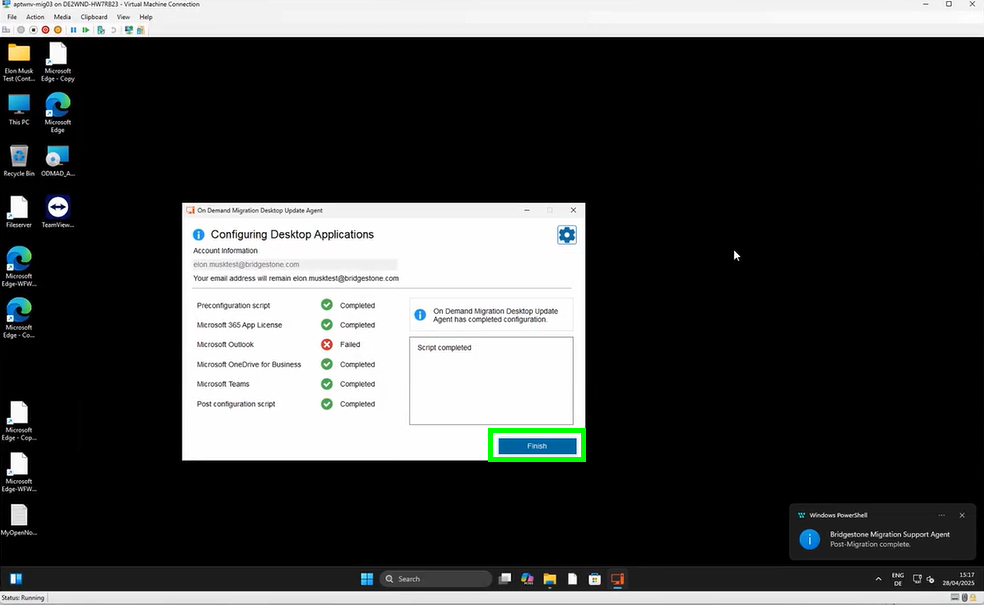 aptwnv-mig03 on DE2WND-HW7RB23 - Virtual Machine Connection
File Action Media Clipboard View Help
Elon Musk
Test (Cont...
Microsoft
Edge - Copy
This PC
Microsoft
Edge
Recycle Bin
ODMAD_A...
Fileserver
TeamView...
Microsoft
Edge-WFW...
Microsoft
Edge - Co...
Microsoft
Edge - Cop...
Microsoft
Edge-WFW...
MyOpenNo...
On Demand Migration Desktop Update Agent
Configuring Desktop Applications
Account Information
elon.musktest@bridgestone.com
Your email address will remain elon.musktest@bridgestone.com
Preconfiguration script Completed
Microsoft 365 App License Completed
Microsoft Outlook Failed
Microsoft OneDrive for Business Completed
Microsoft Teams Completed
Post configuration script Completed
On Demand Migration Desktop Update
Agent has completed configuration.
Script completed
Finish
Windows PowerShell
Bridgestone Migration Support Agent
Post-Migration complete.
Search
ENG
DE
15:17
28/04/2025
Status: Running